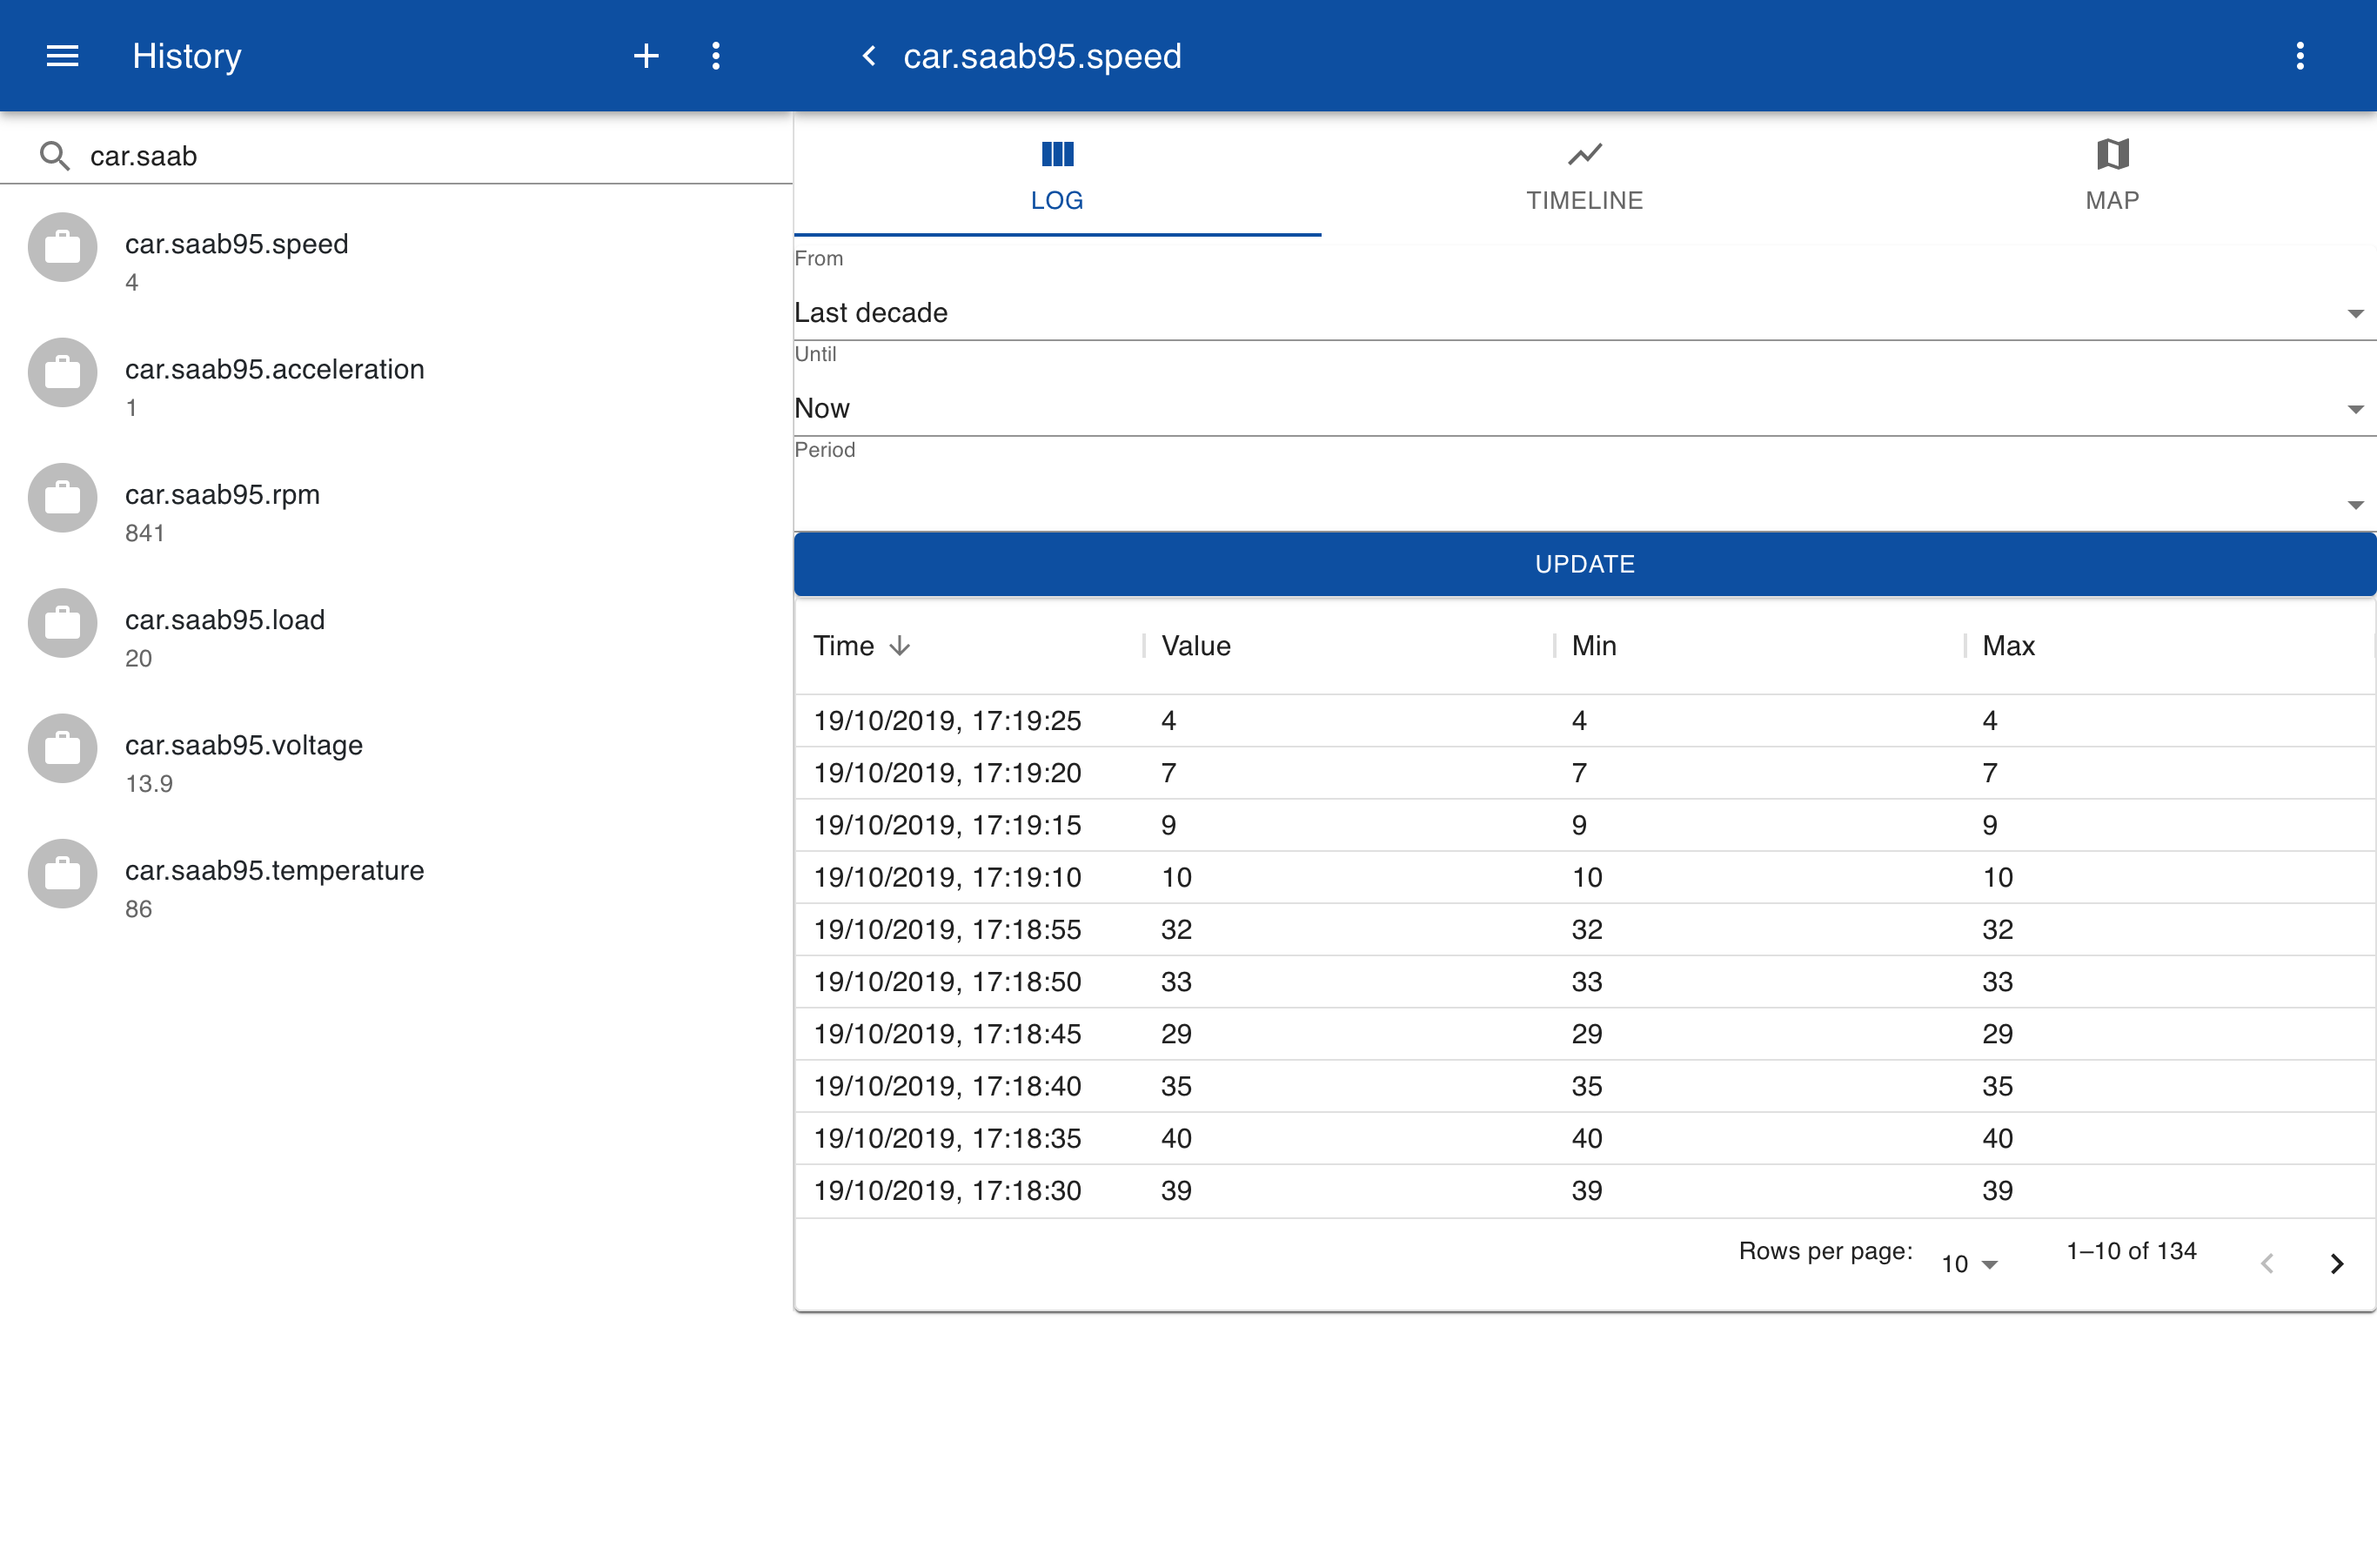 History
car.saab
car.saab95.speed
4
car.saab95.acceleration
1
car.saab95.rpm
841
car.saab95.load
20
car.saab95.voltage
13.9
car.saab95.temperature
86
car.saab95.speed
LOG TIMELINE MAP
From
Last decade
Until
Now
Period
UPDATE
Time Value Min Max
19/10/2019, 17:19:25 4 4 4
19/10/2019, 17:19:20 7 7 7
19/10/2019, 17:19:15 9 9 9
19/10/2019, 17:19:10 10 10 10
19/10/2019, 17:18:55 32 32 32
19/10/2019, 17:18:50 33 33 33
19/10/2019, 17:18:45 29 29 29
19/10/2019, 17:18:40 35 35 35
19/10/2019, 17:18:35 40 40 40
19/10/2019, 17:18:30 39 39 39
Rows per page: 10 1–10 of 134